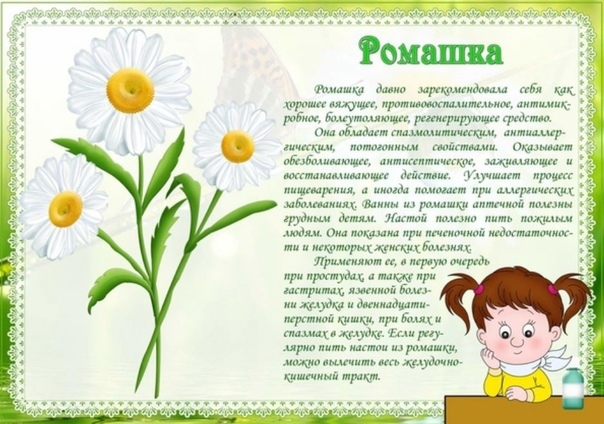 Ромашка
Ромашка давно зарекомендовала себя как
хорошее вяжущее, противовоспалительное, антимик-
робное, болеутоляющее, регенерирующее средство.
Она обладает спазмолитическим, антиаллер-
гическим, потогонным свойствами. Оказывает
обезболивающее, антисептическое, заживляющее и
восстанавливающее действие. Улучшает процесс
пищеварения, а иногда помогает при аллергических
заболеваниях. Ванны из ромашки аптечной полезны
грудным детям. Настой полезно пить пожилым
людям. Она показана при печеночной недостаточнос-
ти и некоторых женских болезнях.
Применяют ее, в первую очередь
при простудах, а также при
гастритах, язвенной болез-
ни желудка и двеннадцати-
перстной кишки, при болях и
спазмах в желудке. Если регу-
лярно пить настои из ромашки,
можно вылечить весь желудочно-
кишечный тракт.